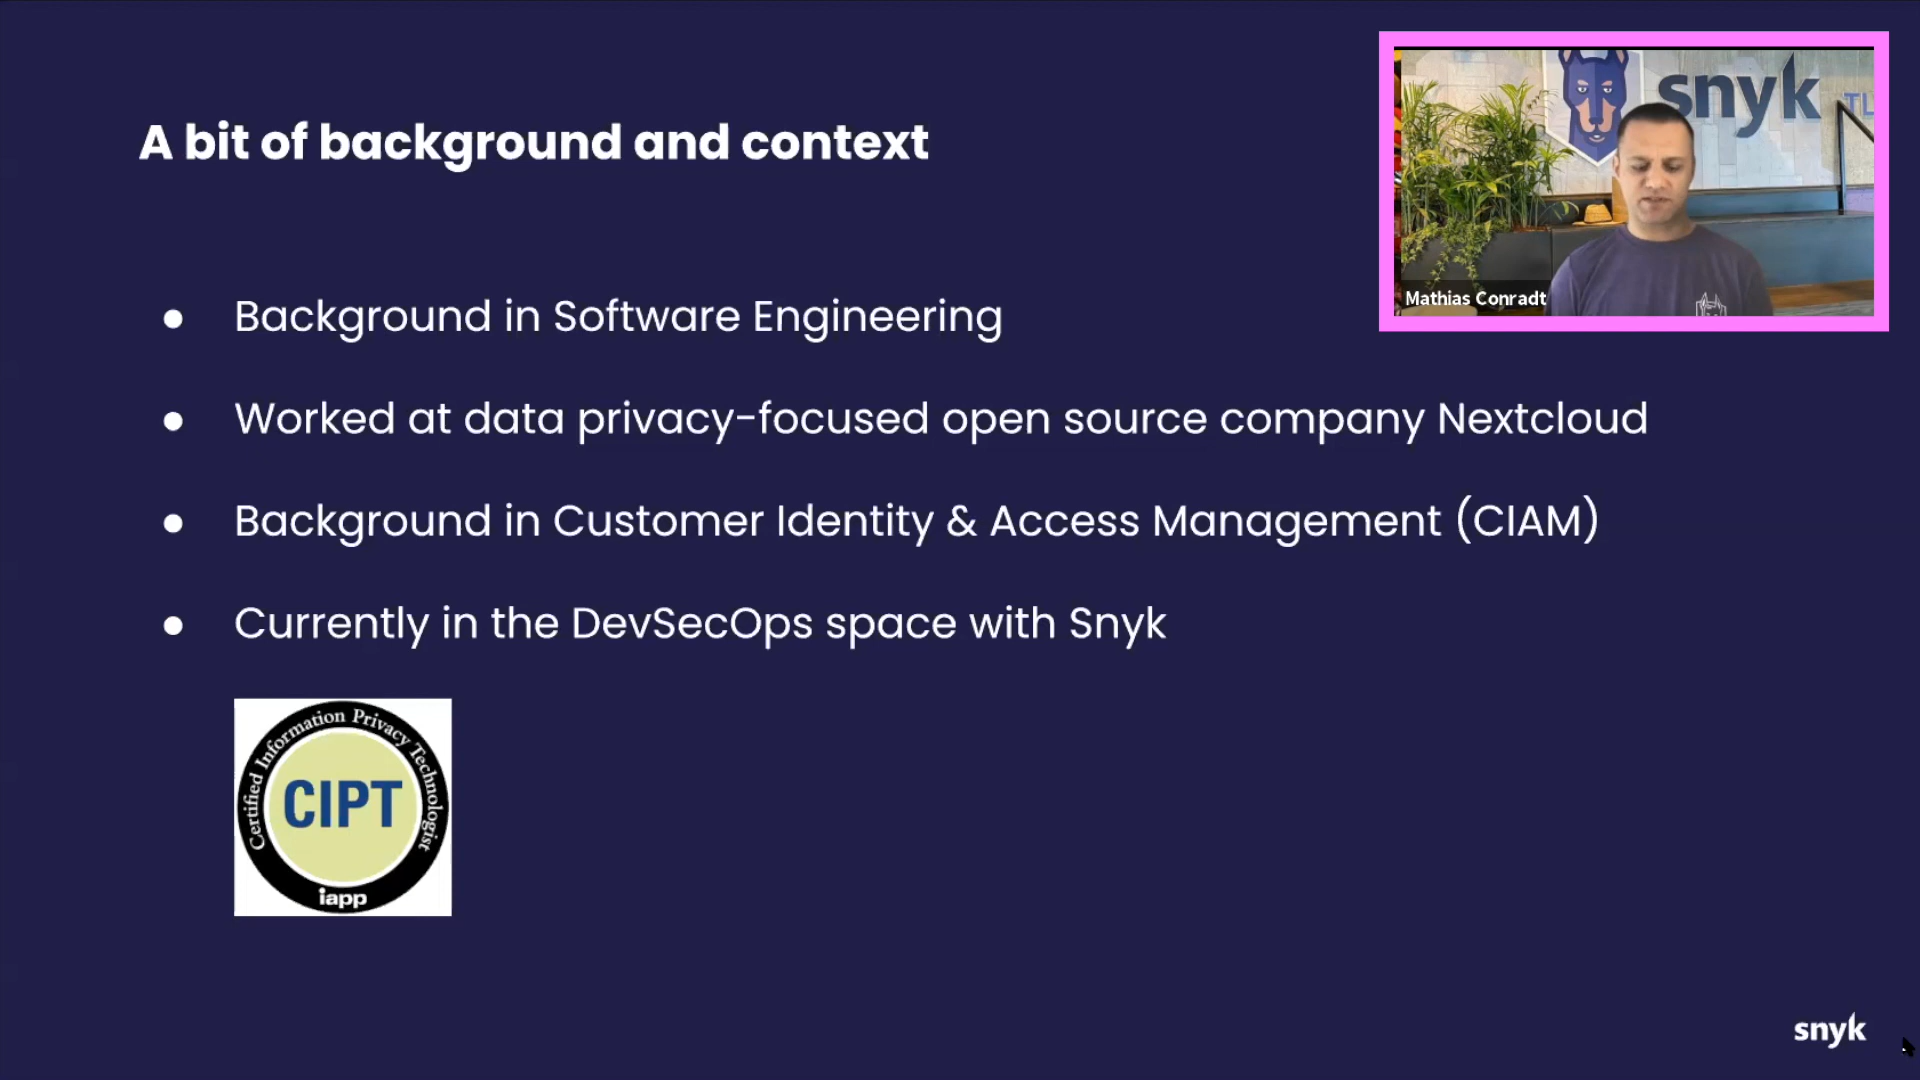 A bit of background and context
snyk
TL
Mathias Conradt
● Background in Software Engineering
● Worked at data privacy-focused open source company Nextcloud
● Background in Customer Identity & Access Management (CIAM)
● Currently in the DevSecOps space with Snyk
Certified Information Privacy Technologist
CIPT
iapp
snyk